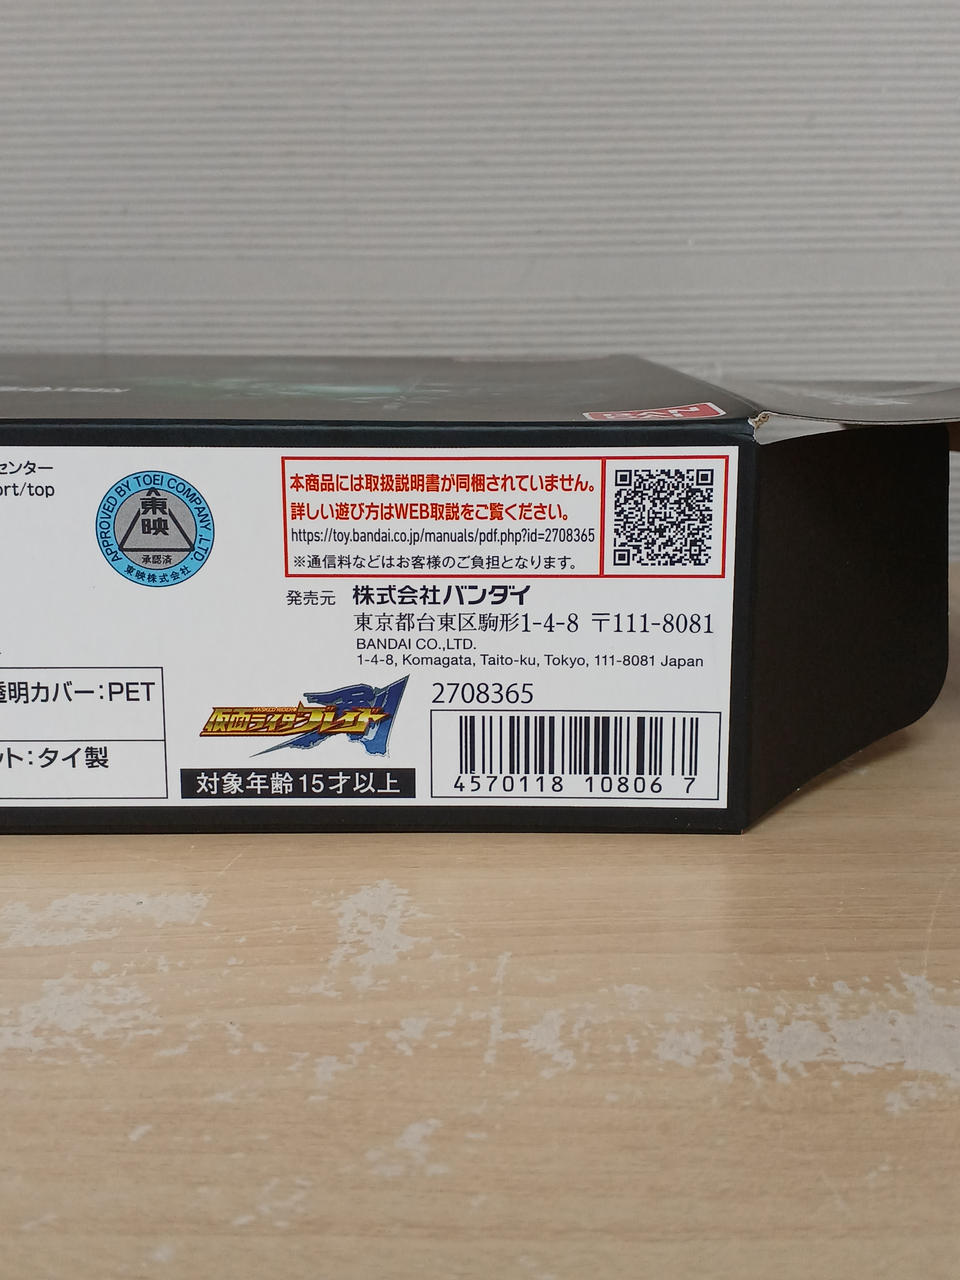 センター
ort/top
APPROVED BY TOEI COMPANY.,LTD.
東映
承認済
東映株式会社
本商品には取扱説明書が同梱されていません。
詳しい遊び方はWEB取説をご覧ください。
https://toy.bandai.co.jp/manuals/pdf.php?id=2708365
※通信料などはお客様のご負担となります。
発売元 株式会社バンダイ
東京都台東区駒形1-4-8 〒111-8081
BANDAI CO.,LTD.
1-4-8, Komagata, Taito-ku, Tokyo, 111-8081 Japan
透明カバー:PET
ット:タイ製
MASKED RIDER
仮面ライダーブレイド
対象年齢15才以上
2708365
4570118 10806 7